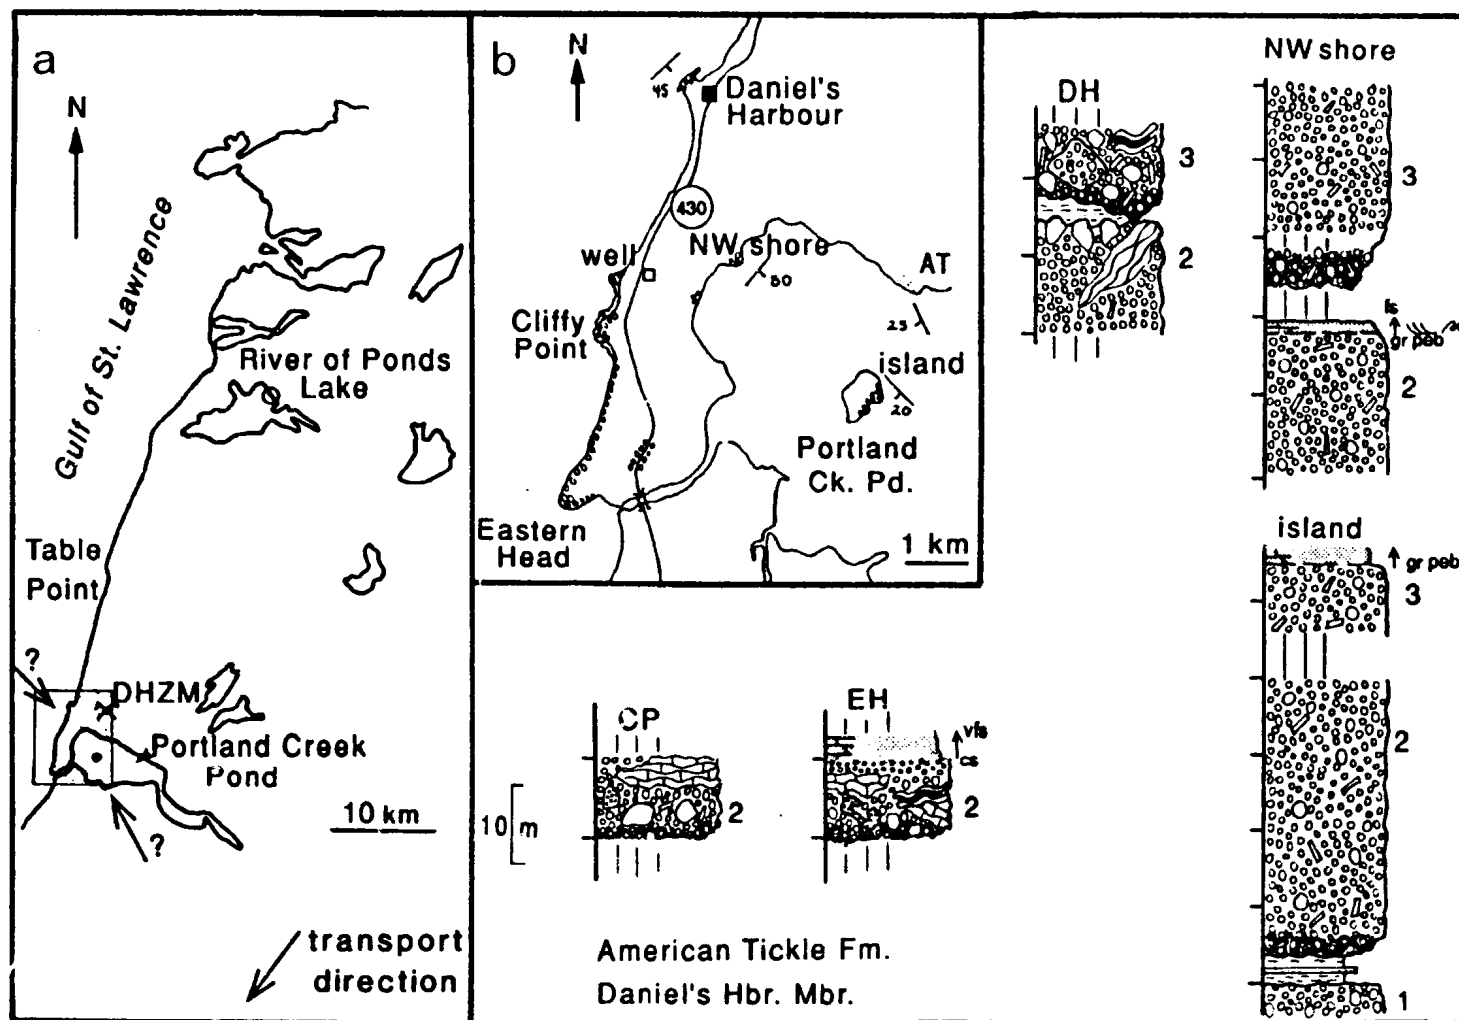 a
N
Gulf of St. Lawrence
River of Ponds
Lake
Table
Point
?
DHZM
Portland Creek
Pond
?
10 km
transport
direction
b
N
45
Daniel's
Harbour
430
NW shore
well
50
AT
Cliffy
Point
25
island
20
Portland
Ck. Pd.
Eastern
Head
1 km
DH
3
2
NW shore
3
fs
gr peb
2
island
gr peb
3
2
1
CP
2
10 m
EH
vfs
cs
2
American Tickle Fm.
Daniel's Hbr. Mbr.